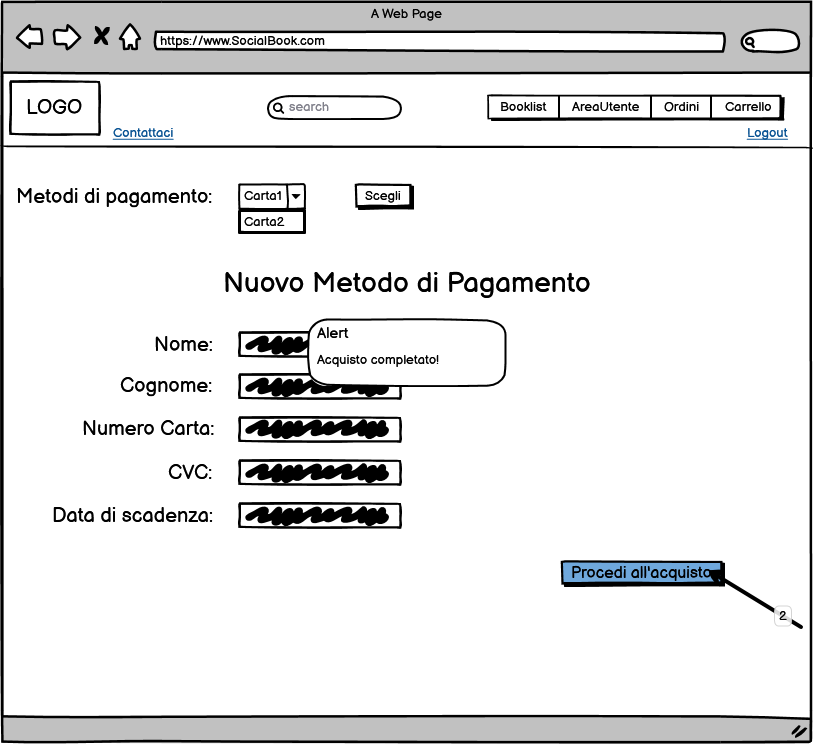 A Web Page
https://www.SocialBook.com
LOGO
search
Booklist
AreaUtente
Ordini
Carrello
Contattaci
Logout
Metodi di pagamento:
Carta1
Scegli
Carta2
Nuovo Metodo di Pagamento
Nome:
Alert
Acquisto completato!
Cognome:
Numero Carta:
CVC:
Data di scadenza:
Procedi all'acquisto
2